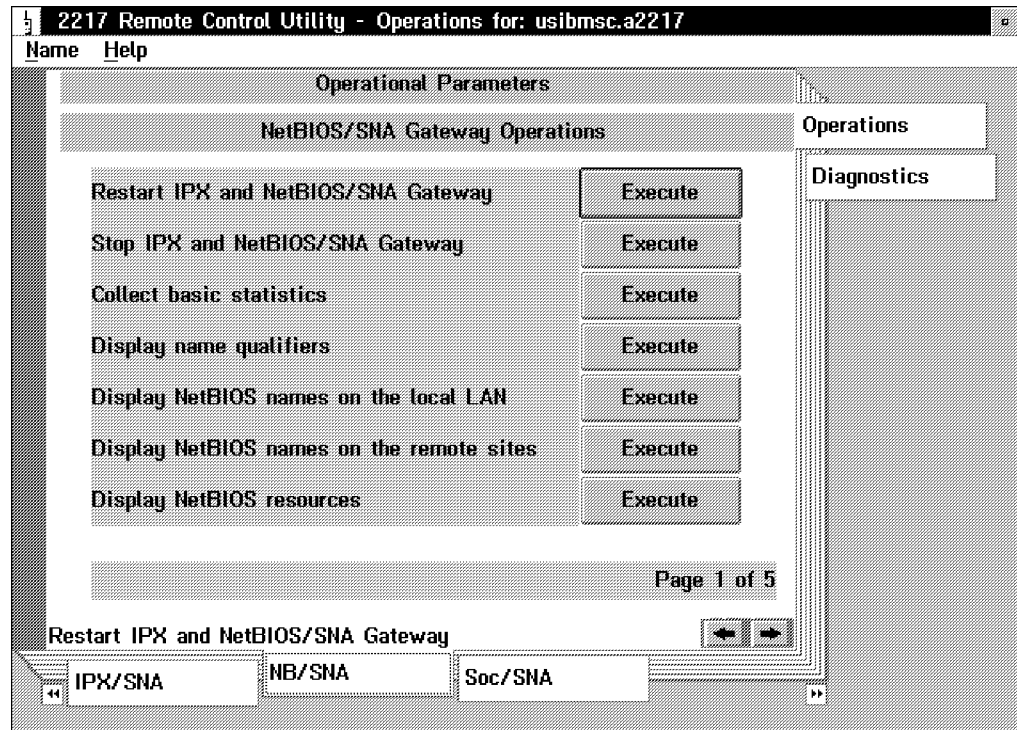 2217 Remote Control Utility - Operations for: usibmsc.a2217
Name Help
Operational Parameters
NetBIOS/SNA Gateway Operations
Operations
Diagnostics
Restart IPX and NetBIOS/SNA Gateway Execute
Stop IPX and NetBIOS/SNA Gateway Execute
Collect basic statistics Execute
Display name qualifiers Execute
Display NetBIOS names on the local LAN Execute
Display NetBIOS names on the remote sites Execute
Display NetBIOS resources Execute
Page 1 of 5
Restart IPX and NetBIOS/SNA Gateway
IPX/SNA NB/SNA Soc/SNA